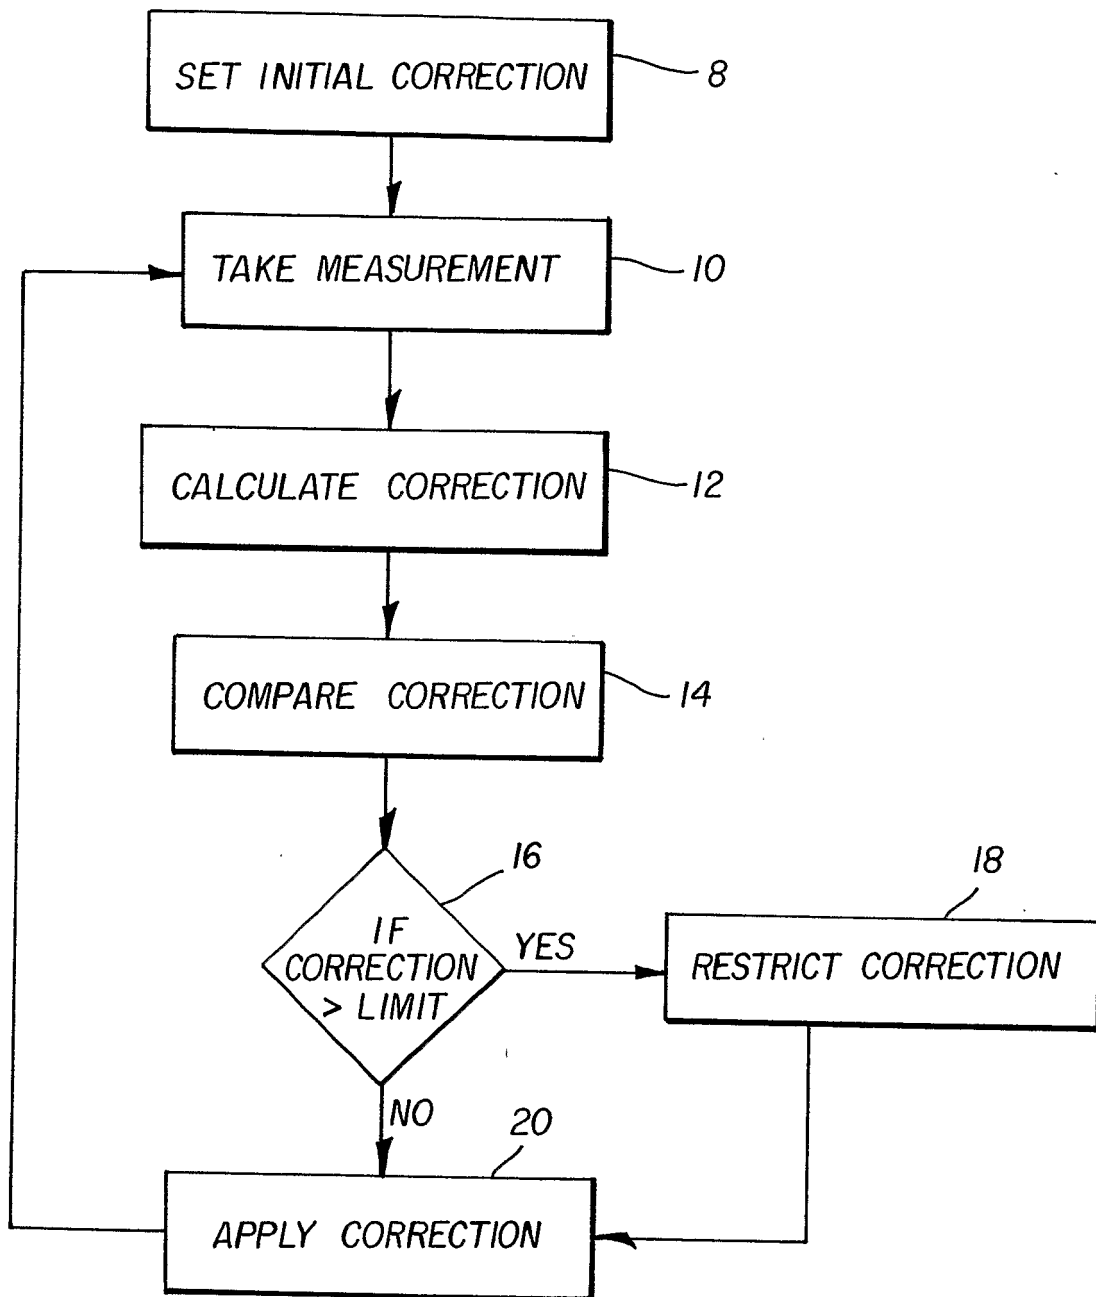 SET INITIAL CORRECTION
8
TAKE MEASUREMENT
10
CALCULATE CORRECTION
12
COMPARE CORRECTION
14
16
IF
CORRECTION
> LIMIT
YES
18
RESTRICT CORRECTION
NO
20
APPLY CORRECTION